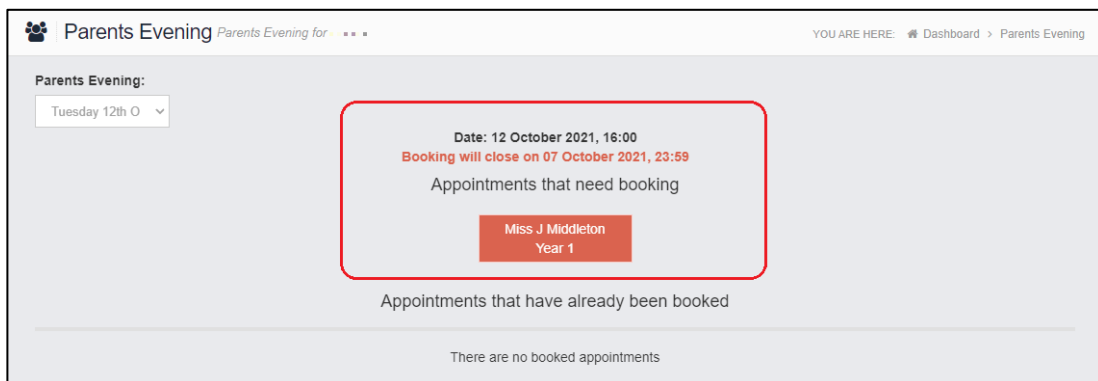 Parents Evening Parents Evening for
YOU ARE HERE: Dashboard > Parents Evening
Parents Evening:
Tuesday 12th O
Date: 12 October 2021, 16:00
Booking will close on 07 October 2021, 23:59
Appointments that need booking
Miss J Middleton
Year 1
Appointments that have already been booked
There are no booked appointments